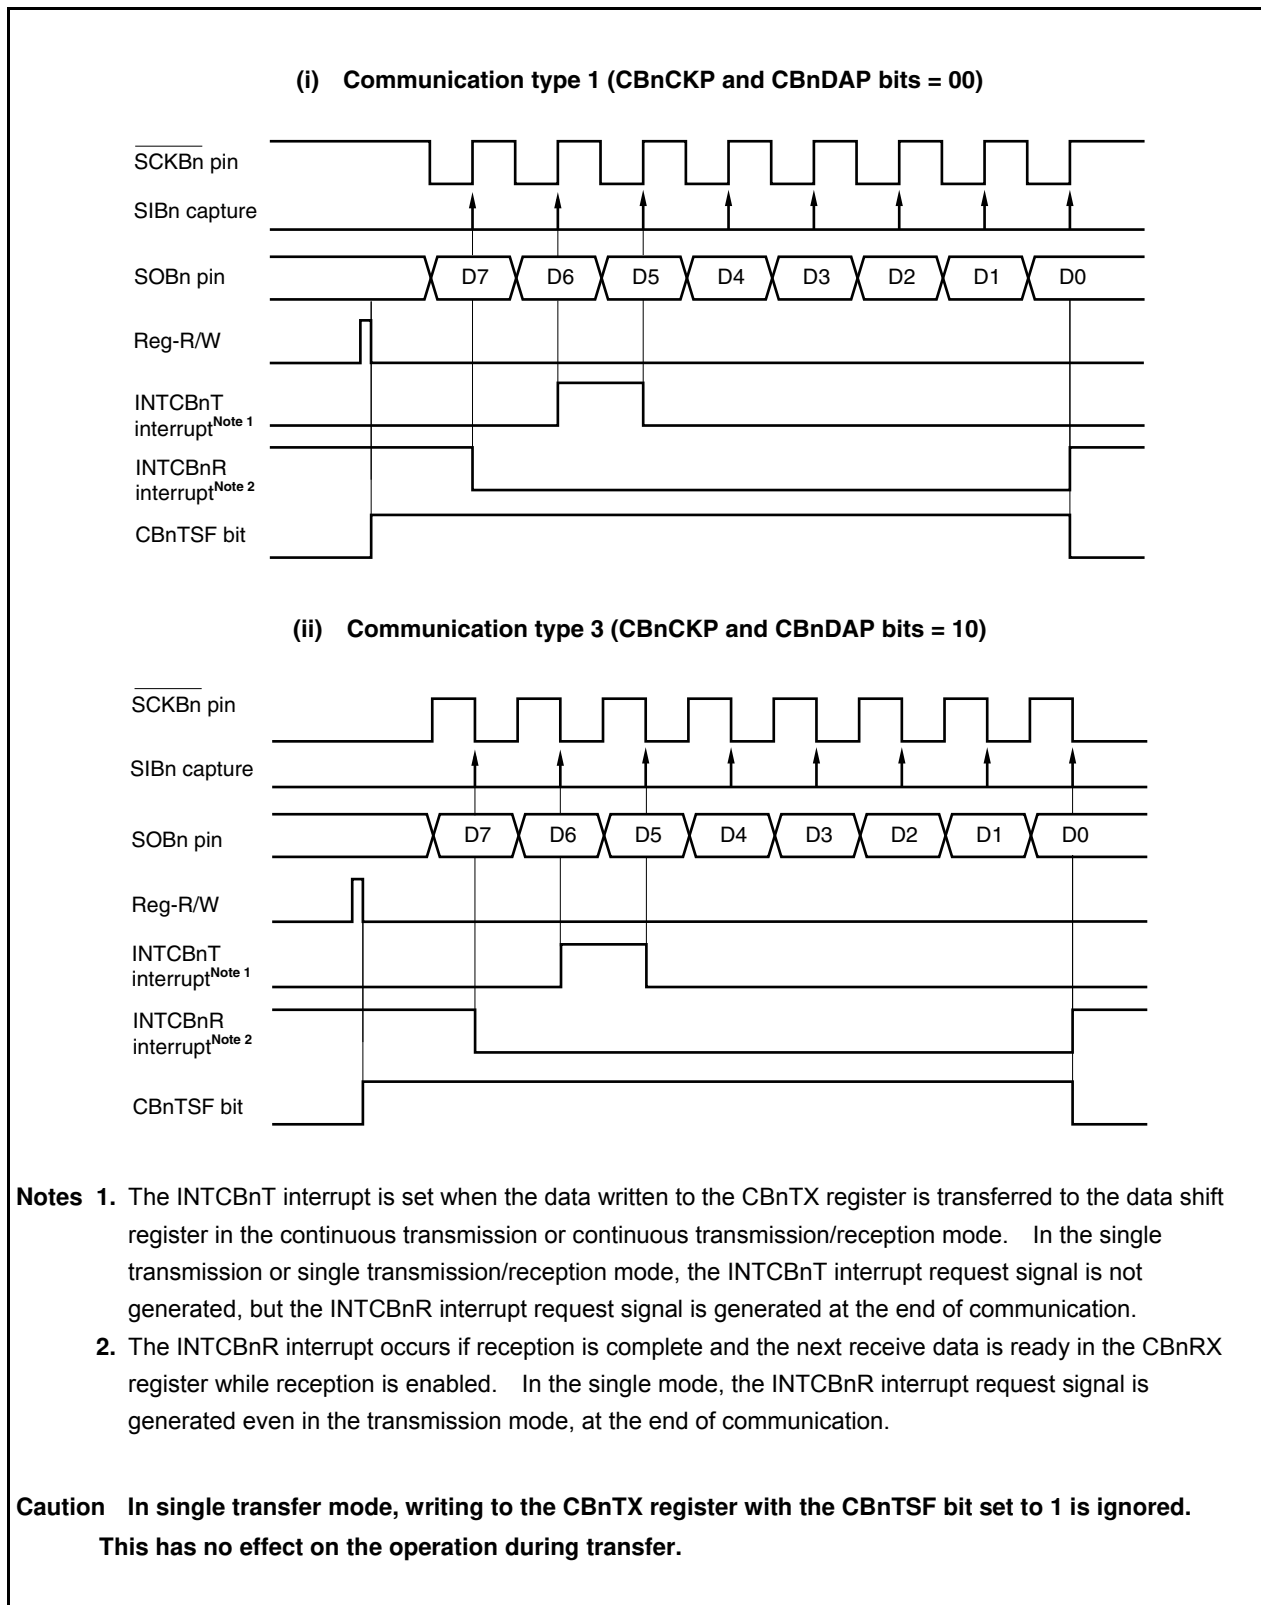 (i) Communication type 1 (CBnCKP and CBnDAP bits = 00)
SCKBn pin
SIBn capture
SOBn pin D7 D6 D5 D4 D3 D2 D1 D0
Reg-R/W
INTCBnT
interrupt Note 1
INTCBnR
interrupt Note 2
CBnTSF bit
(ii) Communication type 3 (CBnCKP and CBnDAP bits = 10)
SCKBn pin
SIBn capture
SOBn pin D7 D6 D5 D4 D3 D2 D1 D0
Reg-R/W
INTCBnT
interrupt Note 1
INTCBnR
interrupt Note 2
CBnTSF bit
Notes 1. The INTCBnT interrupt is set when the data written to the CBnTX register is transferred to the data shift
register in the continuous transmission or continuous transmission/reception mode. In the single
transmission or single transmission/reception mode, the INTCBnT interrupt request signal is not
generated, but the INTCBnR interrupt request signal is generated at the end of communication.
2. The INTCBnR interrupt occurs if reception is complete and the next receive data is ready in the CBnRX
register while reception is enabled. In the single mode, the INTCBnR interrupt request signal is
generated even in the transmission mode, at the end of communication.
Caution In single transfer mode, writing to the CBnTX register with the CBnTSF bit set to 1 is ignored.
This has no effect on the operation during transfer.